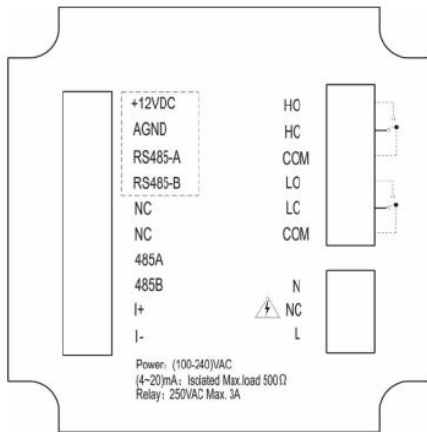 +12VDC
AGND
RS485-A
RS485-B
NC
NC
485A
485B
I+
I-
HO
HC
COM
LO
LC
COM
N
NC
L
Power: (100-240)VAC
(4~20)mA: Isolated Max.load 500Ω
Relay: 250VAC Max. 3A